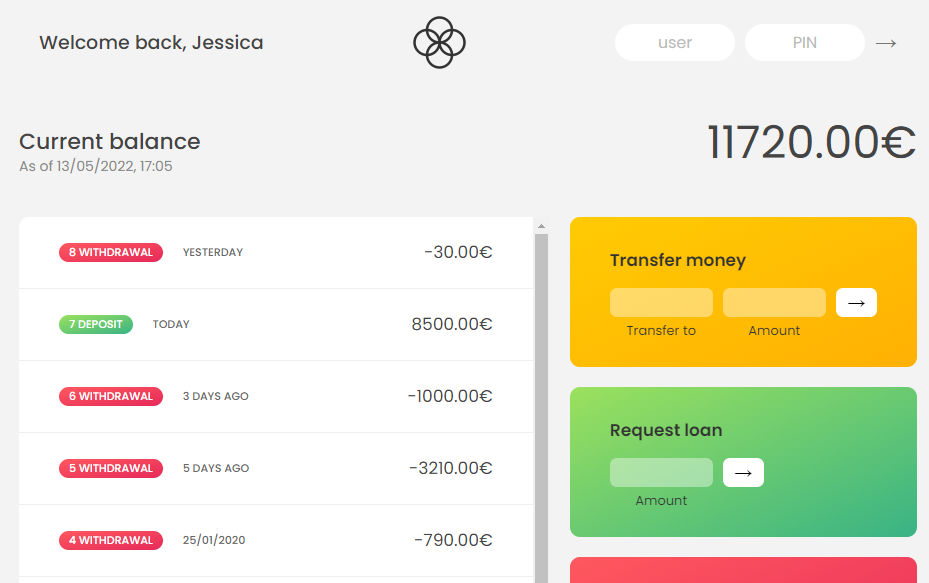 Welcome back, Jessica
user
PIN
→
Current balance
As of 13/05/2022, 17:05
11720.00€
8 WITHDRAWAL YESTERDAY -30.00€
7 DEPOSIT TODAY 8500.00€
6 WITHDRAWAL 3 DAYS AGO -1000.00€
5 WITHDRAWAL 5 DAYS AGO -3210.00€
4 WITHDRAWAL 25/01/2020 -790.00€
Transfer money
→
Transfer to Amount
Request loan
→
Amount